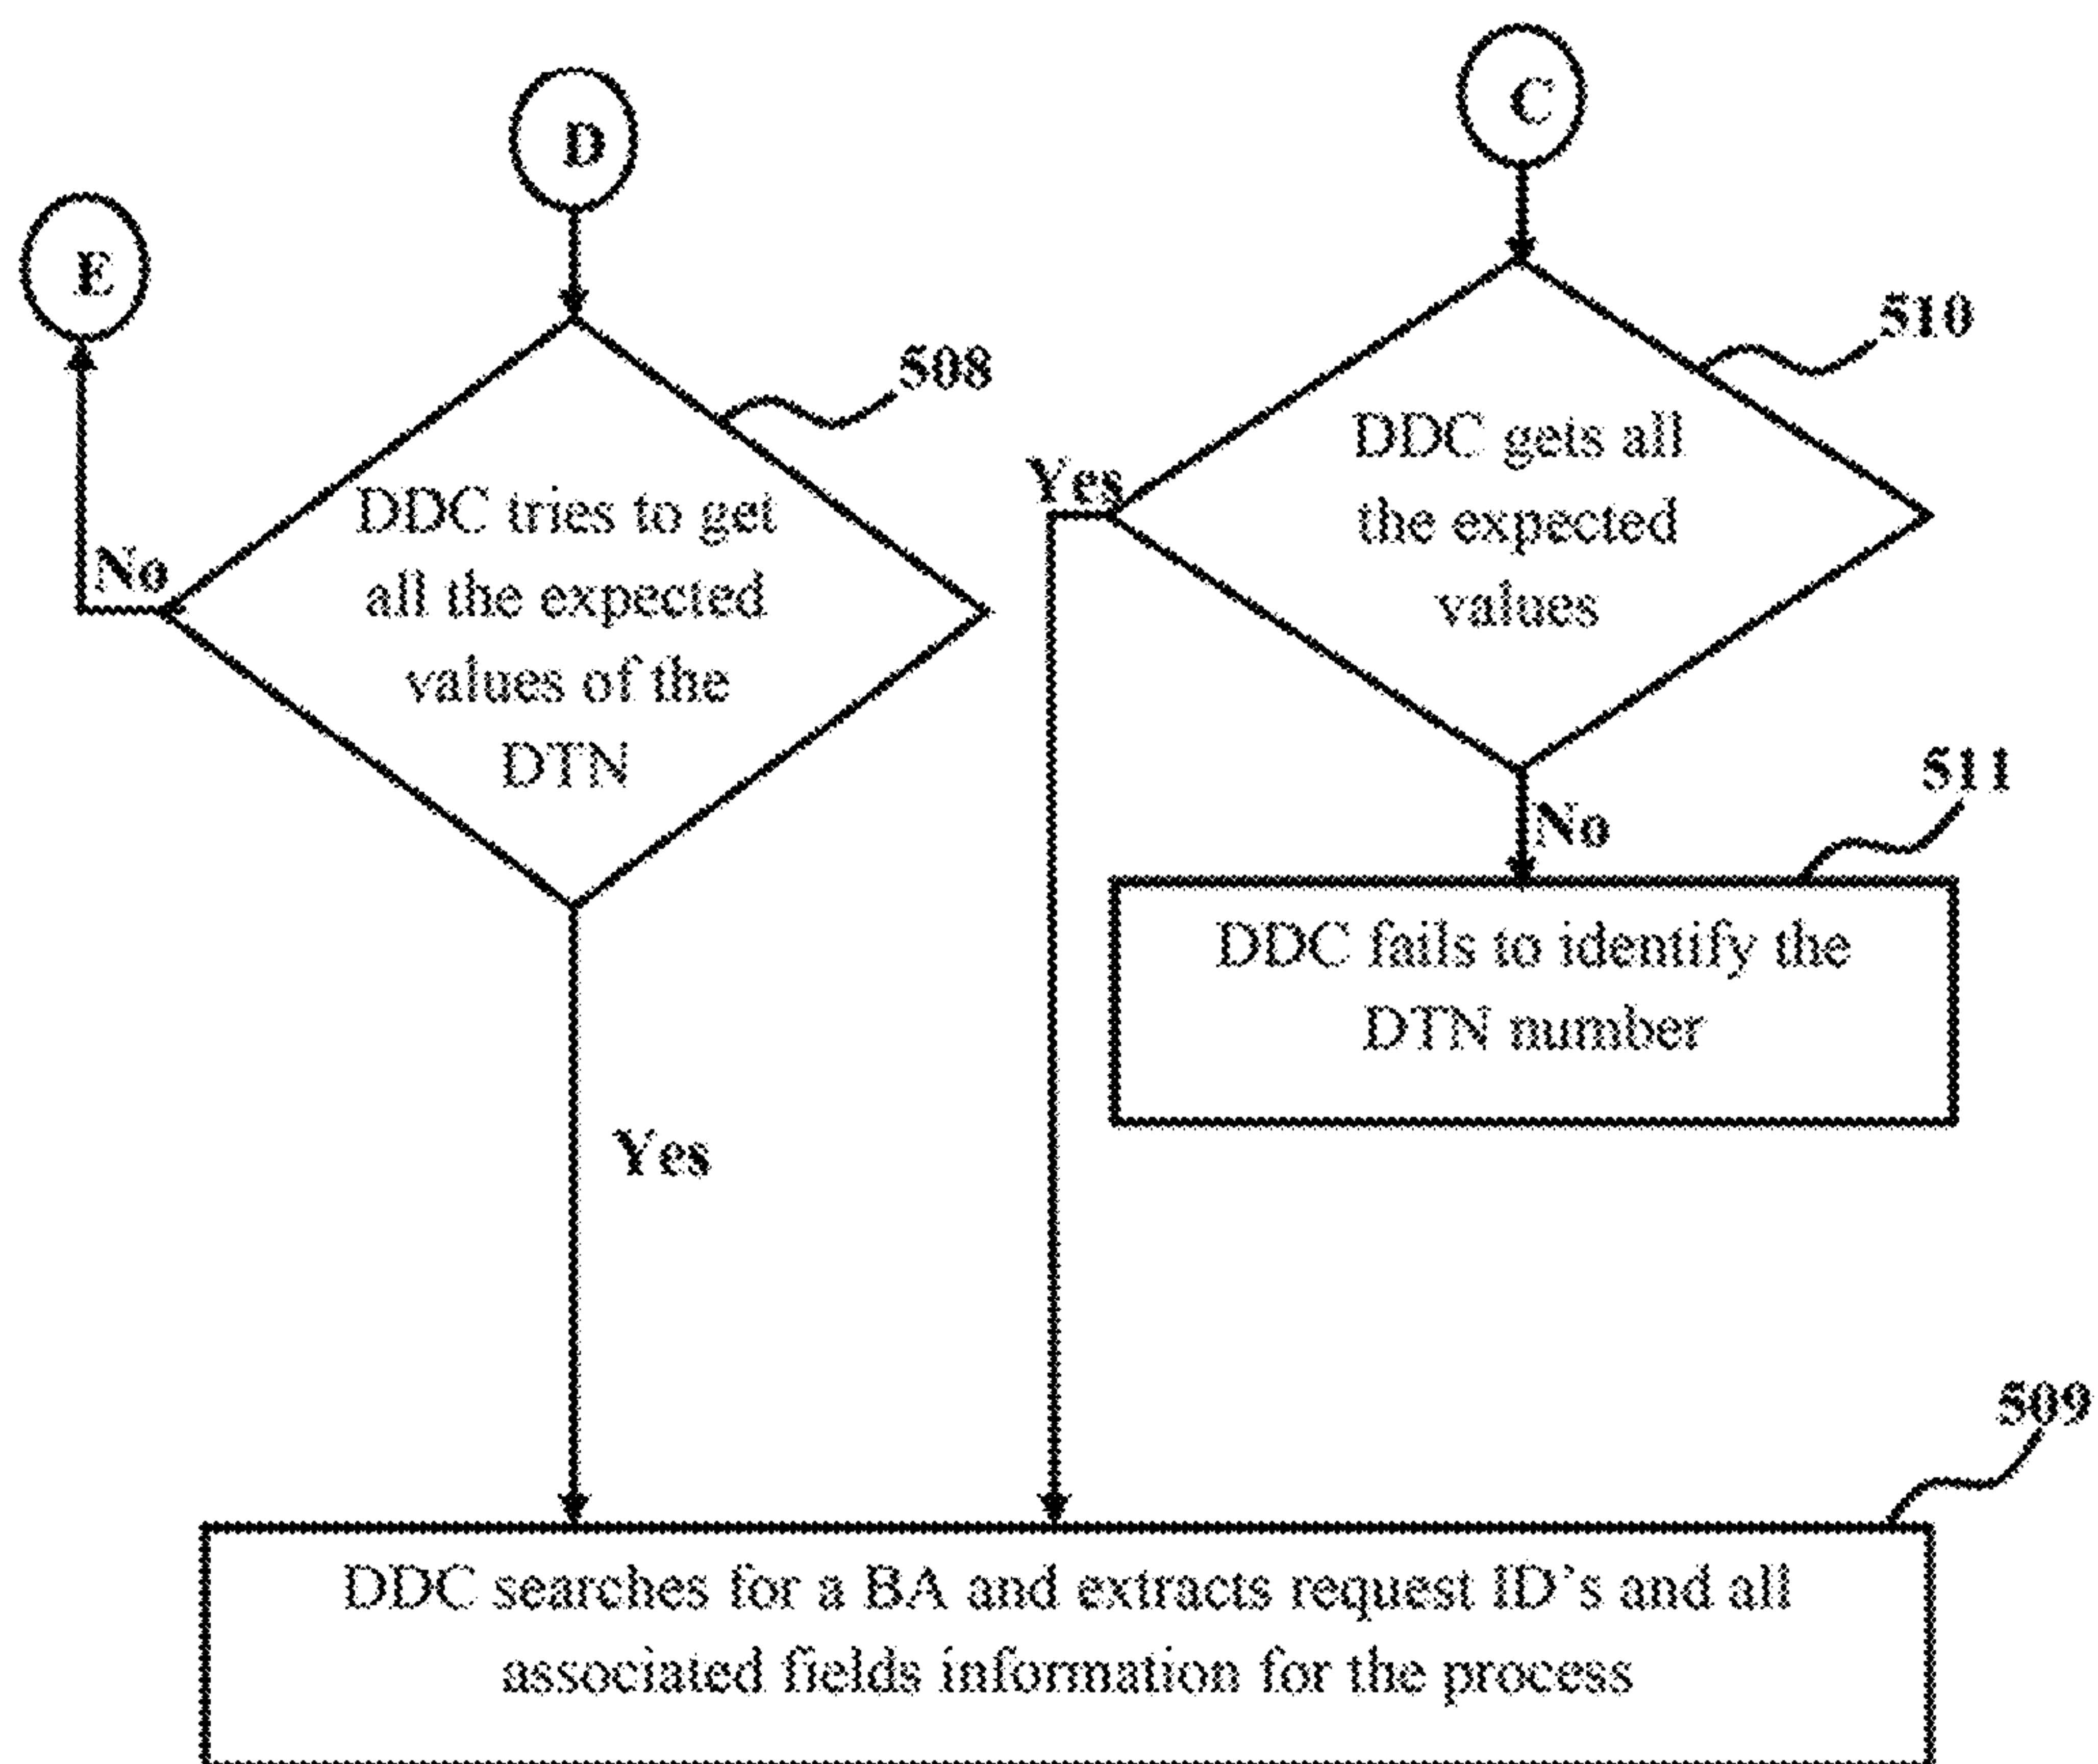 C
D
E
510
508
DDC gets all
the expected
values
Yes
DDC tries to get
all the expected
values of the
DTN
No
511
No
DDC fails to identify the
DTN number
Yes
509
DDC searches for a BA and extracts request ID's and all
associated fields information for the process